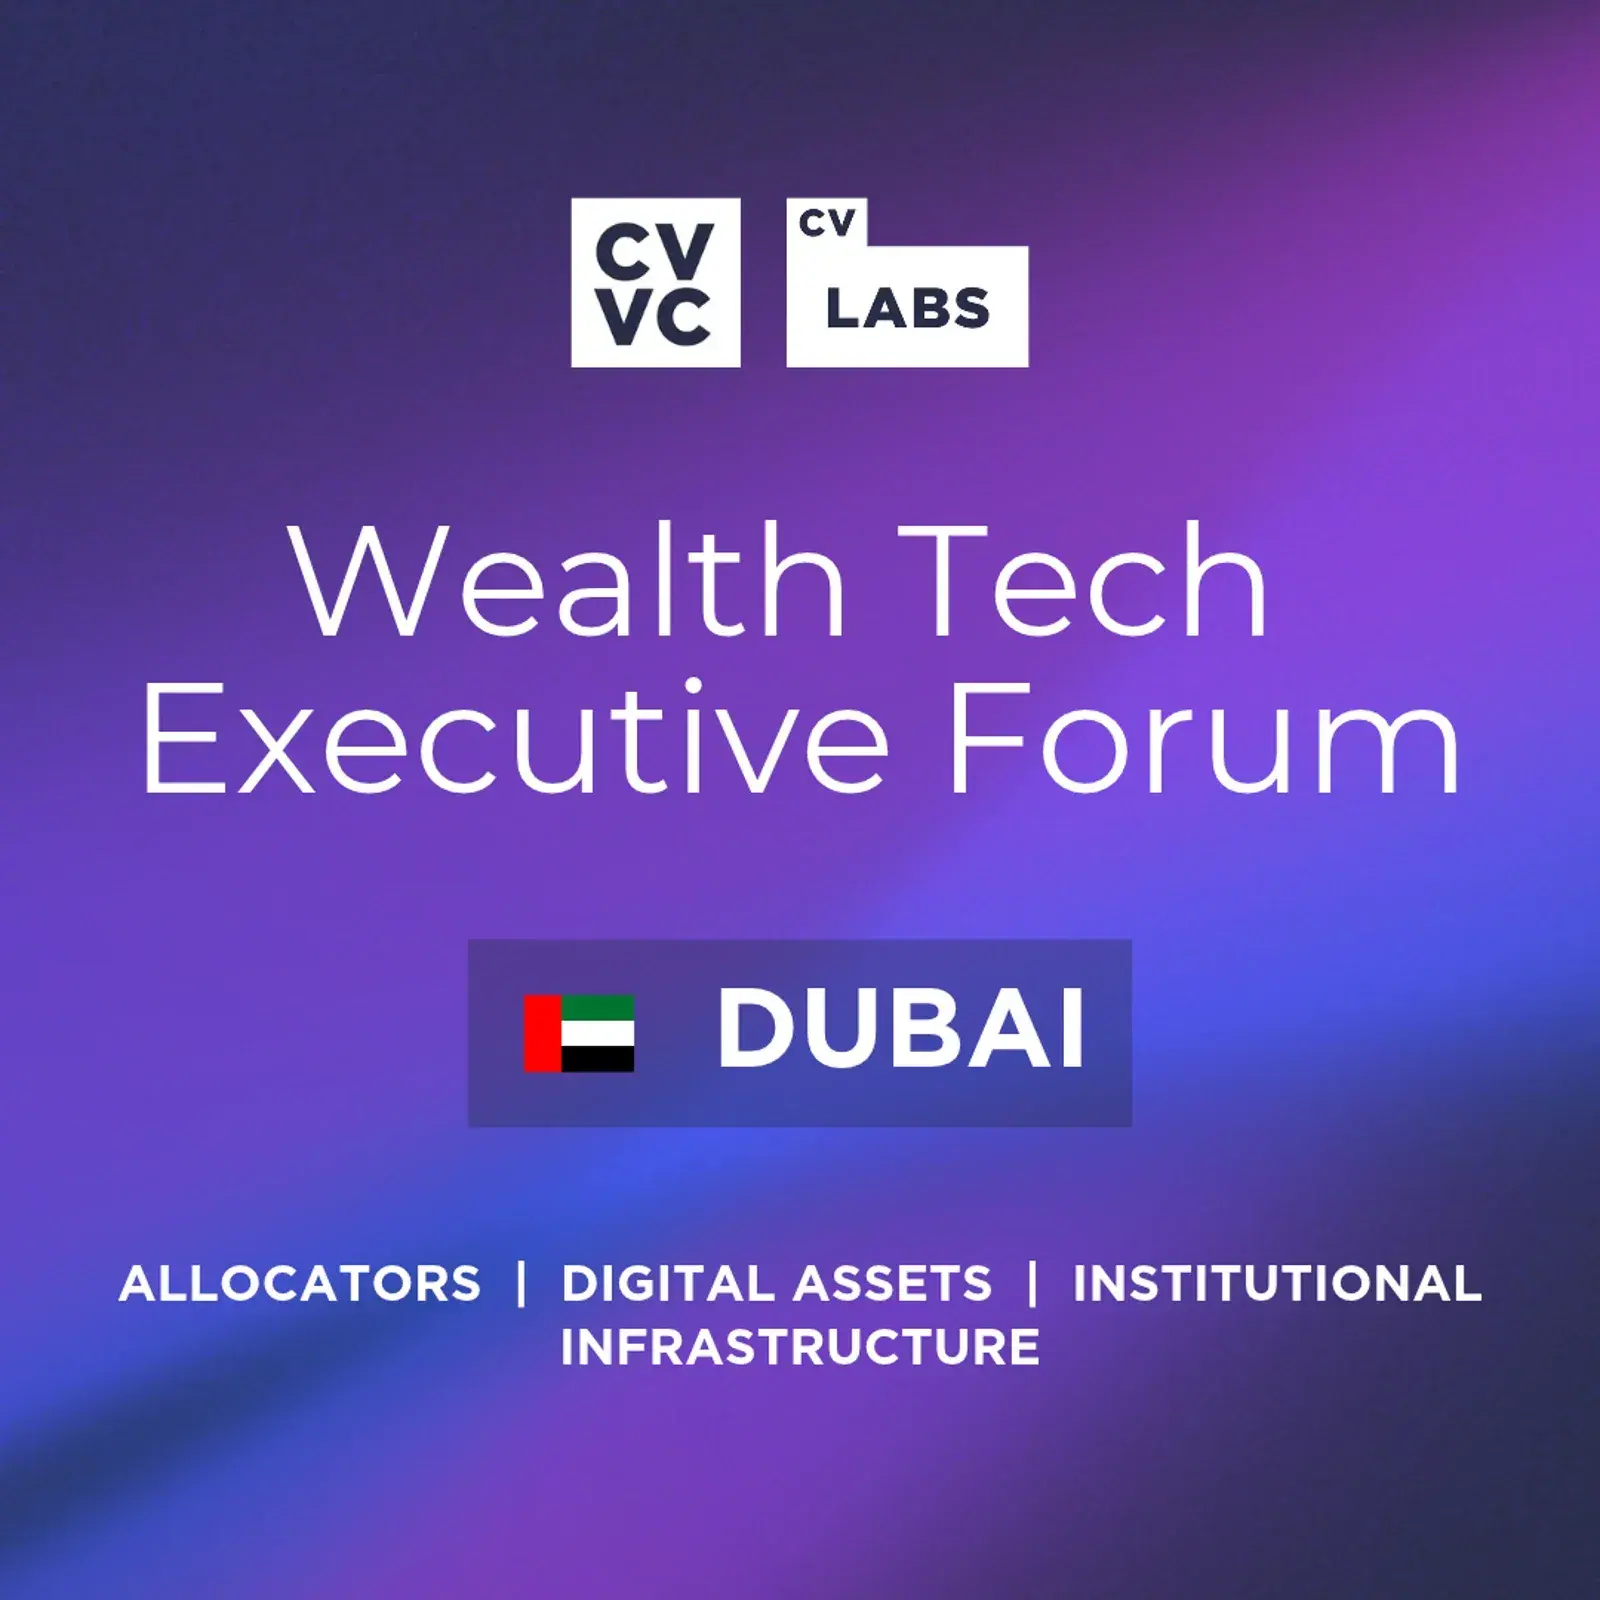 CV
VC
CV
LABS
Wealth Tech
Executive Forum
DUBAI
ALLOCATORS | DIGITAL ASSETS | INSTITUTIONAL
INFRASTRUCTURE